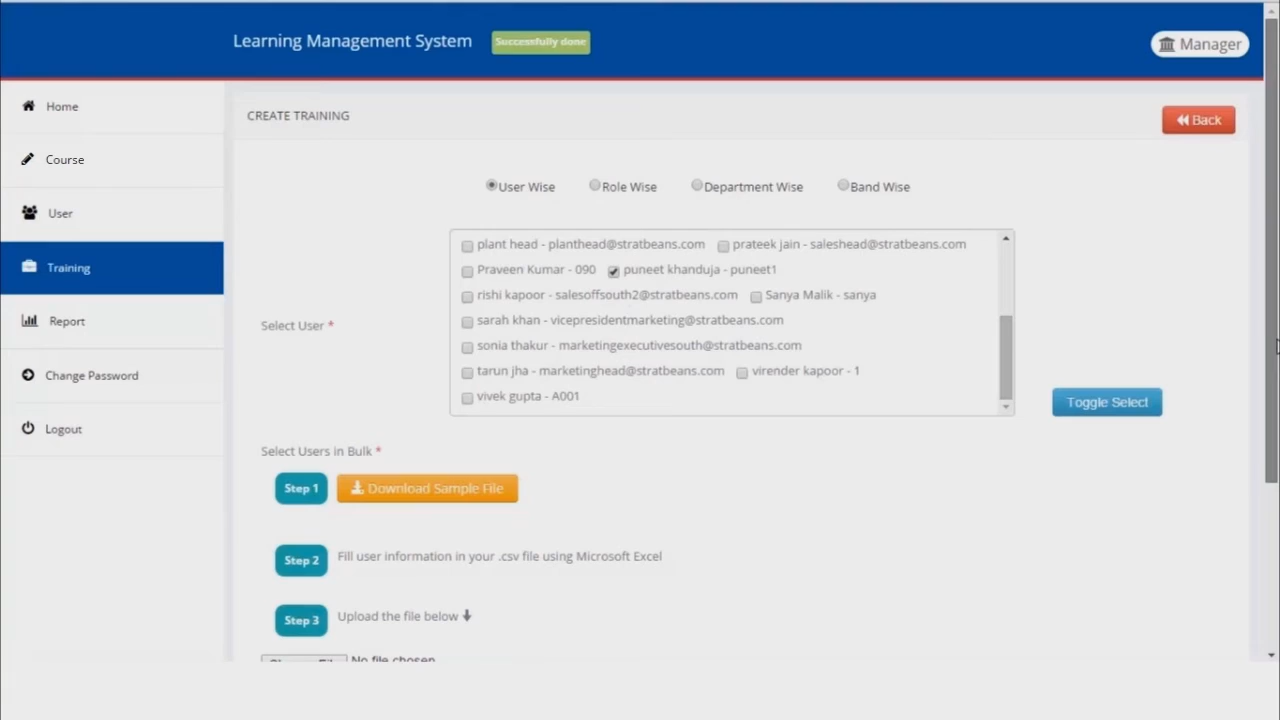 Learning Management System
Successfully done
Manager
Home
Course
User
Training
Report
Change Password
Logout
CREATE TRAINING
Back
User Wise Role Wise Department Wise Band Wise
Select User *
plant head - planthead@stratbeans.com prateek jain - saleshead@stratbeans.com
Praveen Kumar - 090 puneet khanduja - puneet1
rishi kapoor - salesoffsouth2@stratbeans.com Sanya Malik - sanya
sarah khan - vicepresidentmarketing@stratbeans.com
sonia thakur - marketingexecutivesouth@stratbeans.com
tarun jha - marketinghead@stratbeans.com virender kapoor - 1
vivek gupta - A001
Toggle Select
Select Users in Bulk *
Step 1 Download Sample File
Step 2 Fill user information in your .csv file using Microsoft Excel
Step 3 Upload the file below
No file chosen